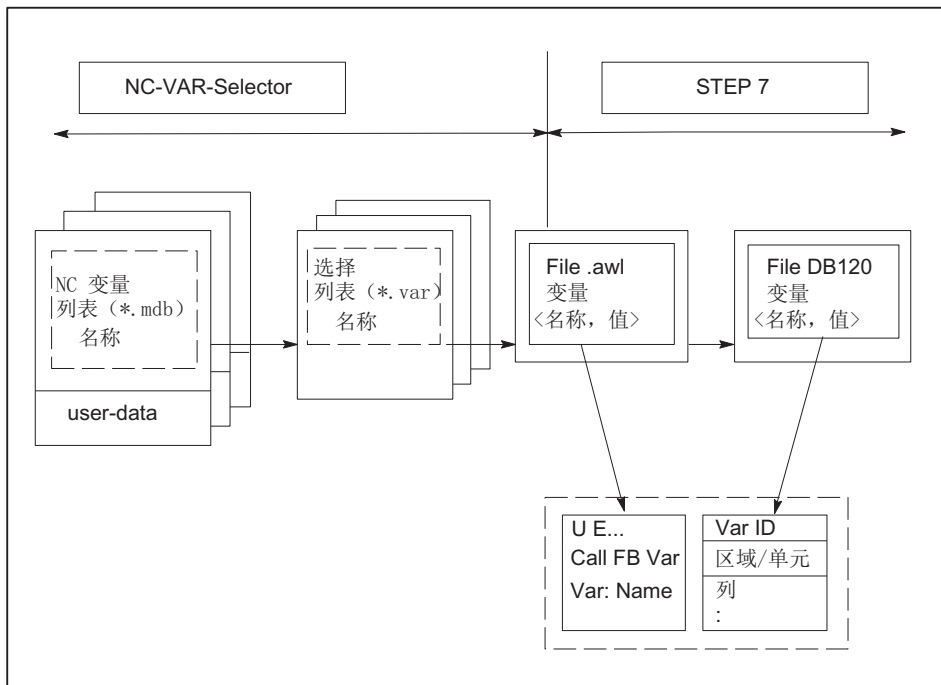 NC-VAR-Selector
STEP 7
NC 变量
列表（*.mdb）
名称
user-data
选择
列表（*.var）
名称
File .awl
变量
<名称，值>
File DB120
变量
<名称，值>
U E...
Call FB Var
Var: Name
Var ID
区域/单元
列
: